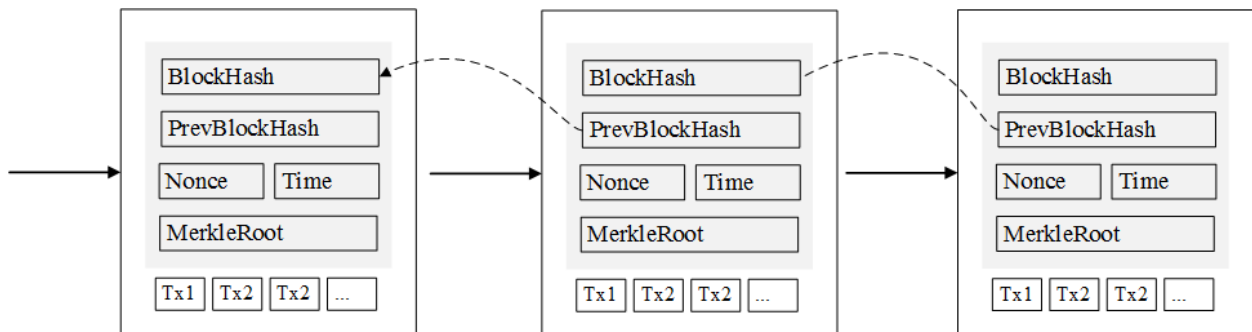 BlockHash
PrevBlockHash
Nonce Time
MerkleRoot
Tx1 Tx2 Tx2 ...
BlockHash
PrevBlockHash
Nonce Time
MerkleRoot
Tx1 Tx2 Tx2 ...
BlockHash
PrevBlockHash
Nonce Time
MerkleRoot
Tx1 Tx2 Tx2 ...